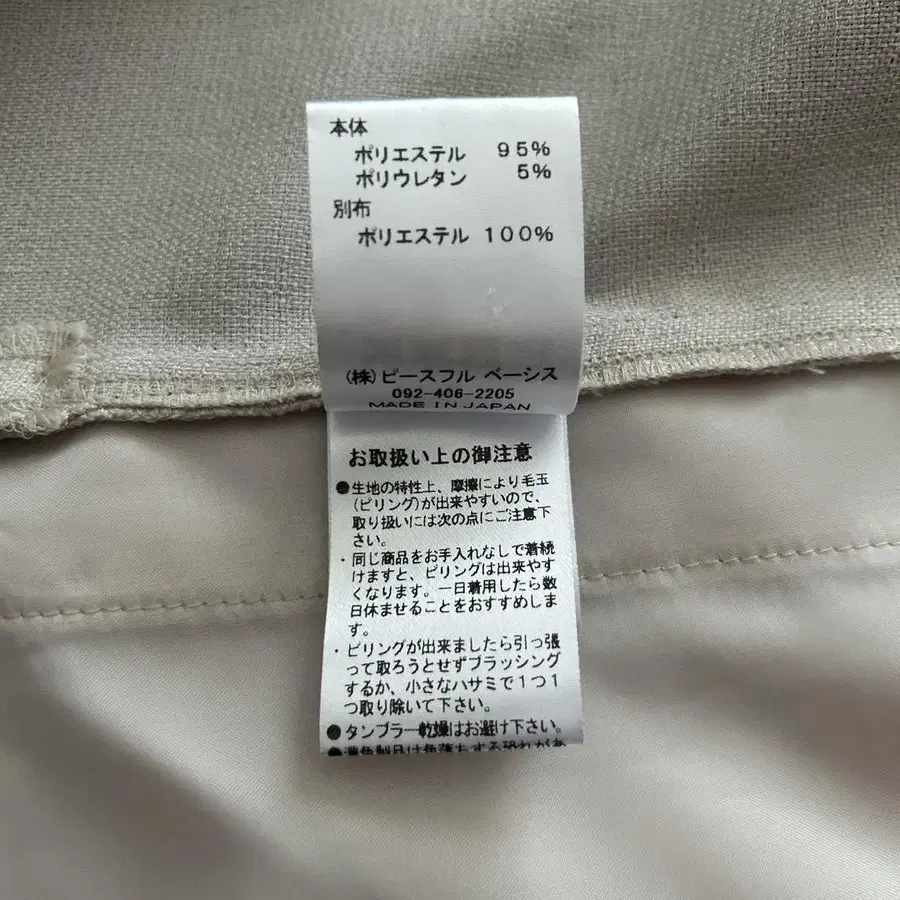 本体
ポリエステル 95%
ポリウレタン 5%
別布
ポリエステル 100%
(株)ピースフル ベーシス
092-406-2205
MADE IN JAPAN
お取扱い上の御注意
●生地の特性上、摩擦により毛玉
(ピリング)が出来やすいので、
取り扱いには次の点にご注意下
さい。
・同じ商品をお手入れなしで着続
けますと、ピリングは出来やす
くなります。一日着用したら数
日休ませることをおすすめしま
す。
・ピリングが出来ましたら引っ張
って取ろうとせずブラッシング
するか、小さなハサミで1つ1
つ取り除いて下さい。
●タンブラー乾燥はお避け下さい。